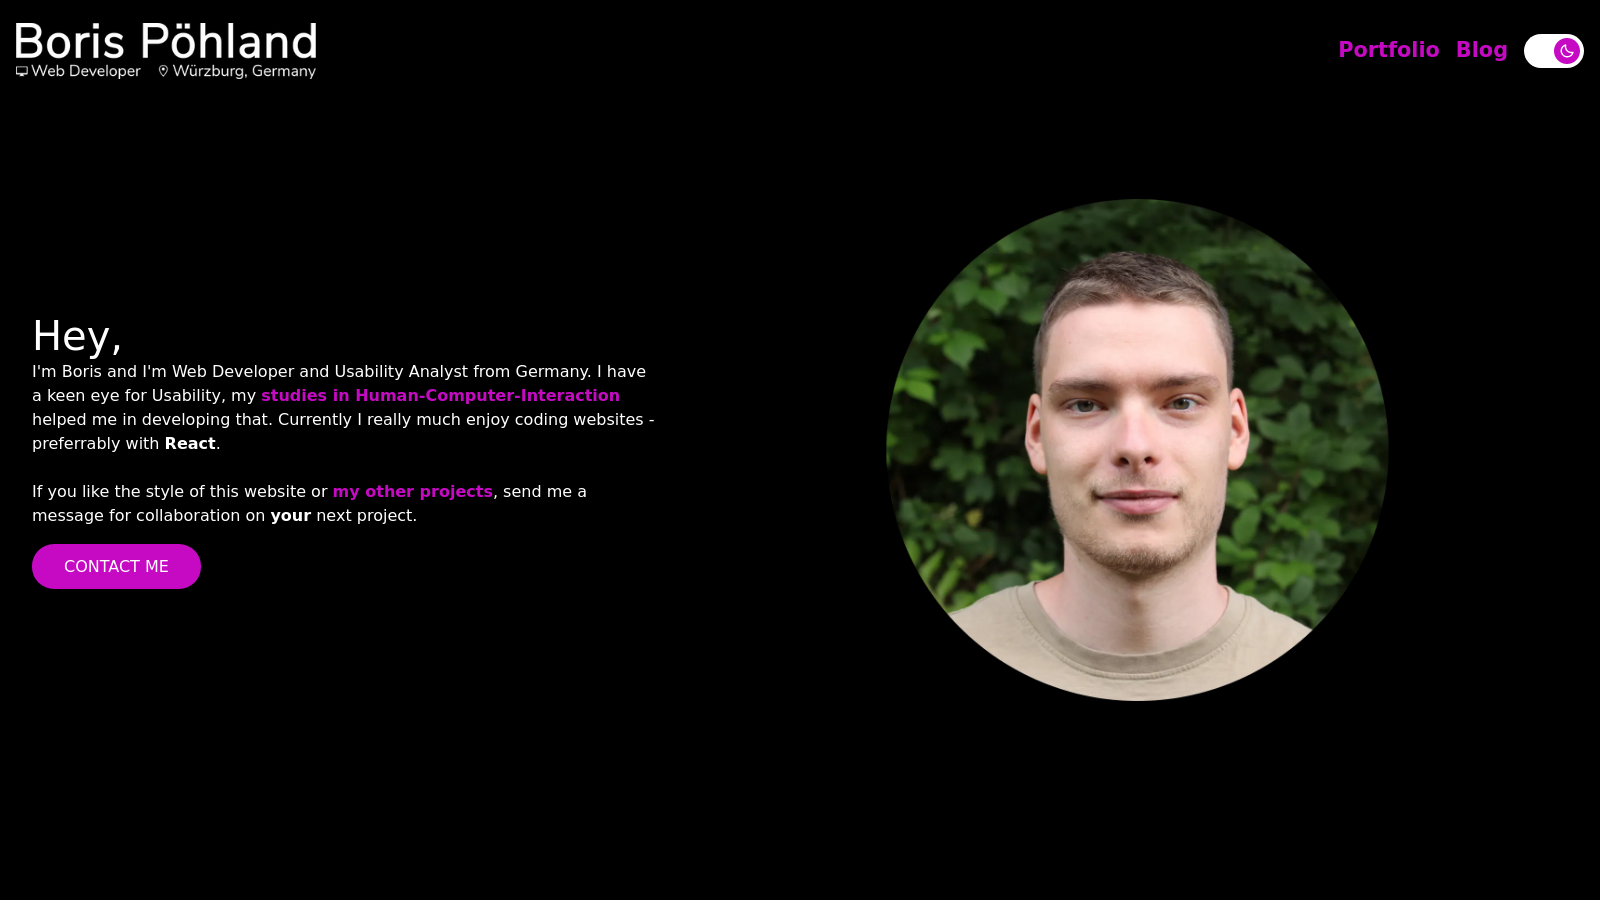 Boris Pöhland
Web Developer Würzburg, Germany
Portfolio Blog
Hey,
I'm Boris and I'm Web Developer and Usability Analyst from Germany. I have
a keen eye for Usability, my studies in Human-Computer-Interaction
helped me in developing that. Currently I really much enjoy coding websites -
preferrably with React.
If you like the style of this website or my other projects, send me a
message for collaboration on your next project.
CONTACT ME